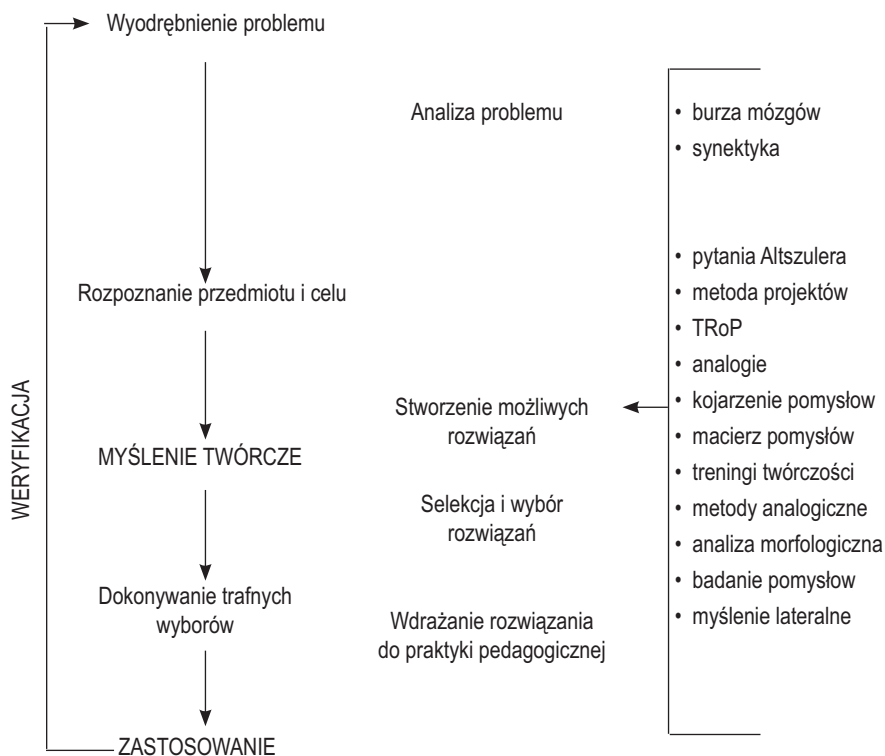 Wyodrębnienie problemu
Rozpoznanie przedmiotu i celu
MYŚLENIE TWÓRCZE
Dokonywanie trafnych
wyborów
ZASTOSOWANIE
WERYFIKACJA
Analiza problemu
Stworzenie możliwych
rozwiązań
Selekcja i wybór
rozwiązań
Wdrażanie rozwiązania
do praktyki pedagogicznej
• burza mózgów
• synektyka
• pytania Altszulera
• metoda projektów
• TRoP
• analogie
• kojarzenie pomysłow
• macierz pomysłów
• treningi twórczości
• metody analogiczne
• analiza morfologiczna
• badanie pomysłow
• myślenie lateralne